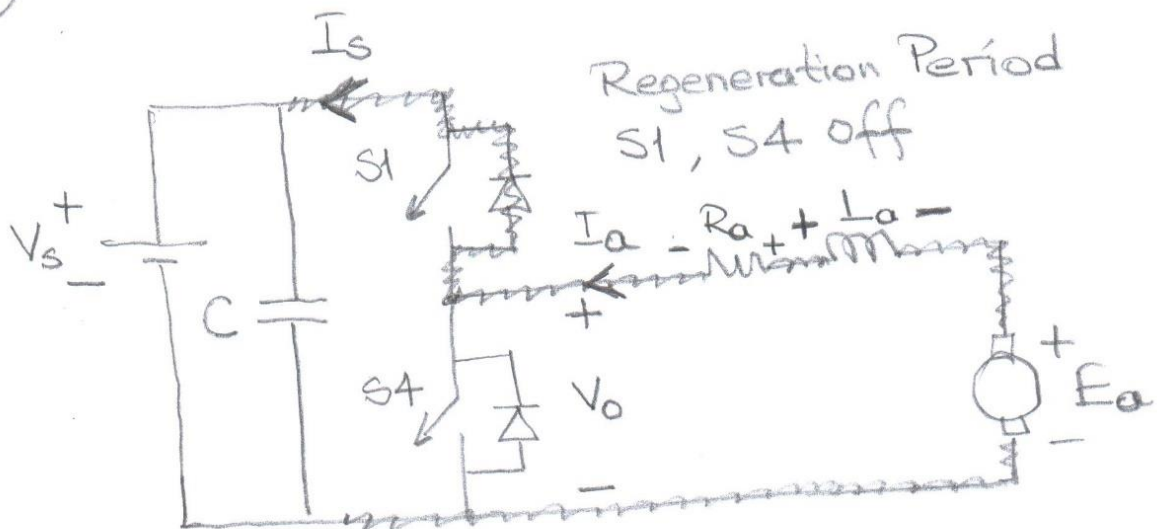 Is
Regeneration Period
S1, S4 Off
S1
Ia
- Ra + + La -
+
Vs
-
C
+
S4
Vo
+
Ea
-
-